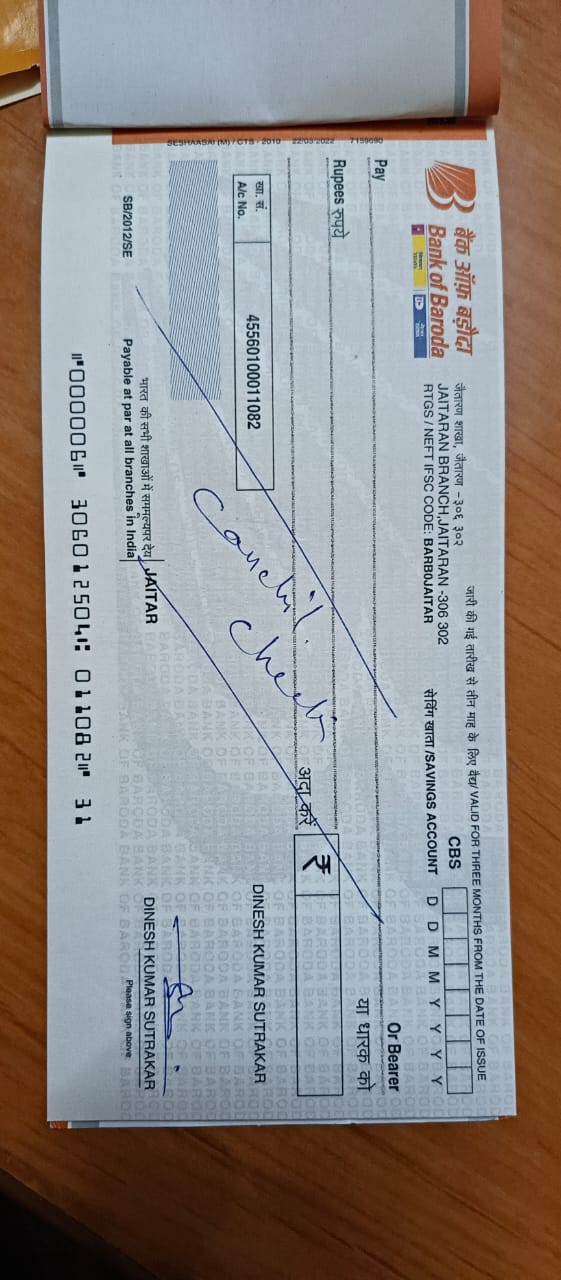 SESHAASAI (M) / CTS - 2010 22/03/2022 7159690
बैंक ऑफ़ बड़ौदा
Bank of Baroda
जैतारण शाखा, जैतारण -३०६ ३०२
JAITARAN BRANCH,JAITARAN -306 302
RTGS / NEFT IFSC CODE: BARB0JAITAR
जारी की गई तारीख से तीन माह के लिए वैद्य/ VALID FOR THREE MONTHS FROM THE DATE OF ISSUE
CBS
सेविंग खाता /SAVINGS ACCOUNT D D M M Y Y Y Y
Pay
Or Bearer
या धारक को
Rupees रुपये
अदा करें ₹
खा. सं.
A/c No. 45560100011082
Canchil. Check
DINESH KUMAR SUTRAKAR
SB/2012/SE
भारत की सभी शाखाओं में सममूल्यपर देय
Payable at par at all branches in India
JAITAR
DINESH KUMAR SUTRAKAR
Please sign above
⑈000006⑈ 306012504⑆ 011082⑈ 31